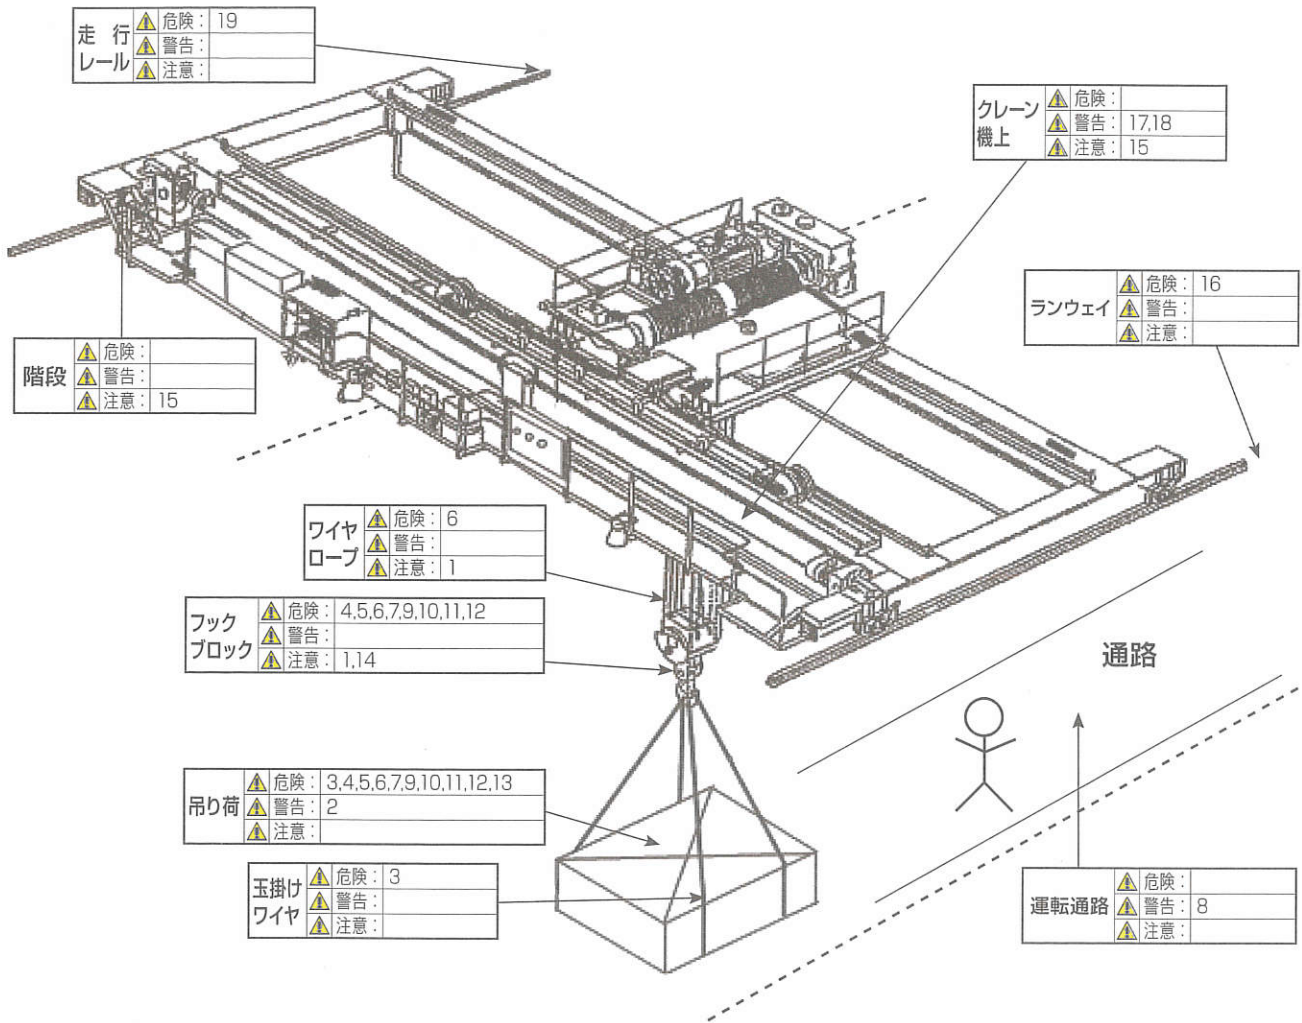 走 行
レール
危険：19
警告：
注意：
クレーン
機上
危険：
警告：17,18
注意：15
ランウェイ
危険：16
警告：
注意：
階段
危険：
警告：
注意：15
ワイヤ
ロープ
危険：6
警告：
注意：1
フック
ブロック
危険：4,5,6,7,9,10,11,12
警告：
注意：1,14
通路
吊り荷
危険：3,4,5,6,7,9,10,11,12,13
警告：2
注意：
玉掛け
ワイヤ
危険：3
警告：
注意：
運転通路
危険：
警告：8
注意：